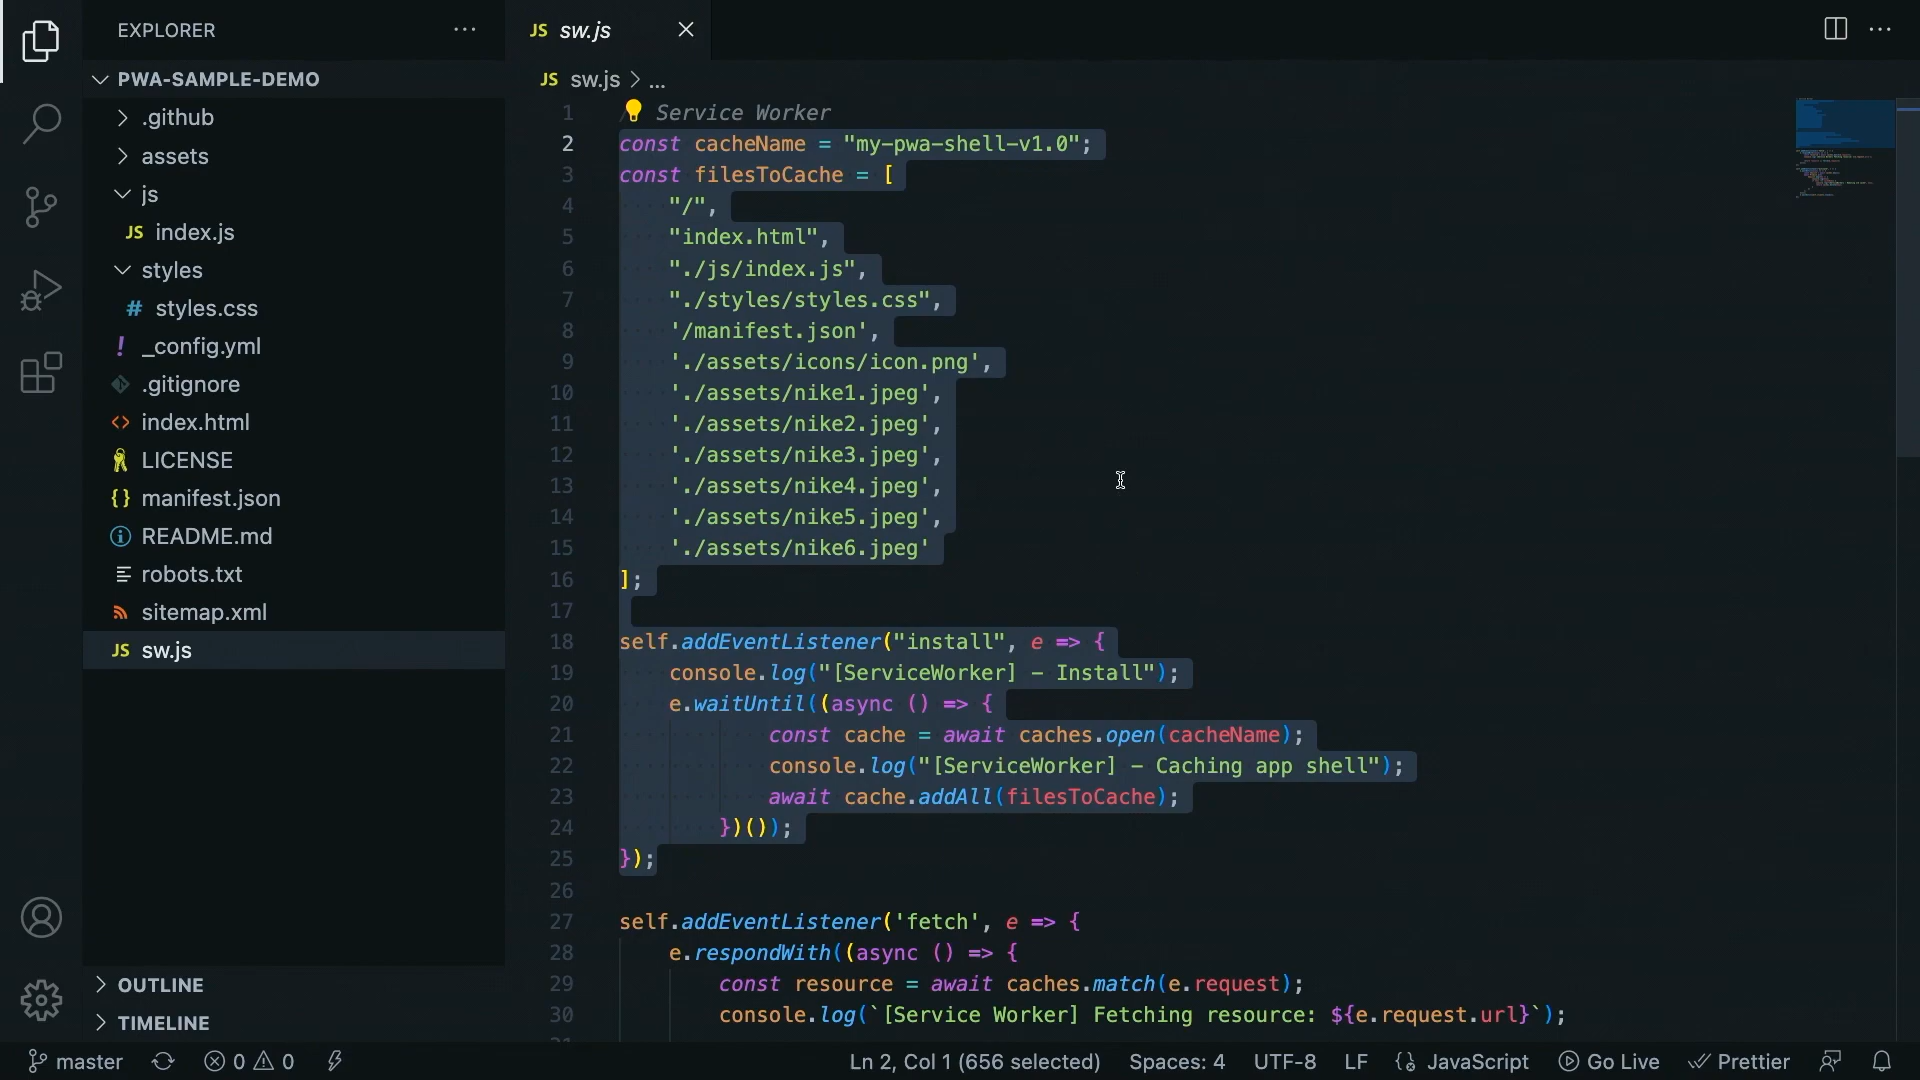 EXPLORER
JS sw.js
PWA-SAMPLE-DEMO
JS sw.js > ...
.github
assets
js
JS index.js
styles
# styles.css
! _config.yml
.gitignore
<> index.html
LICENSE
{} manifest.json
README.md
robots.txt
sitemap.xml
JS sw.js
OUTLINE
TIMELINE
1 Service Worker
2 const cacheName = "my-pwa-shell-v1.0";
3 const filesToCache = [
4 "/",
5 "index.html",
6 "./js/index.js",
7 "./styles/styles.css",
8 '/manifest.json',
9 './assets/icons/icon.png',
10 './assets/nike1.jpeg',
11 './assets/nike2.jpeg',
12 './assets/nike3.jpeg',
13 './assets/nike4.jpeg',
14 './assets/nike5.jpeg',
15 './assets/nike6.jpeg'
16 ];
17
18 self.addEventListener("install", e => {
19 console.log("[ServiceWorker] - Install");
20 e.waitUntil((async () => {
21 const cache = await caches.open(cacheName);
22 console.log("[ServiceWorker] - Caching app shell");
23 await cache.addAll(filesToCache);
24 })());
25 });
26
27 self.addEventListener('fetch', e => {
28 e.respondWith((async () => {
29 const resource = await caches.match(e.request);
30 console.log(`[Service Worker] Fetching resource: ${e.request.url}`);
master 0 0 Ln 2, Col 1 (656 selected) Spaces: 4 UTF-8 LF {} JavaScript Go Live Prettier